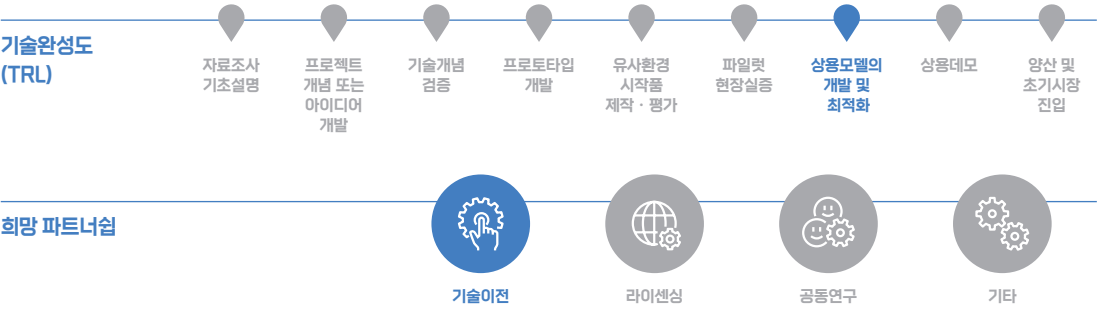 기술완성도
(TRL)
자료조사
기초설명
프로젝트
개념 또는
아이디어
개발
기술개념
검증
프로토타입
개발
유사환경
시작품
제작 · 평가
파일럿
현장실증
상용모델의
개발 및
최적화
상용데모
양산 및
초기시장
진입
희망 파트너쉽
기술이전
라이센싱
공동연구
기타